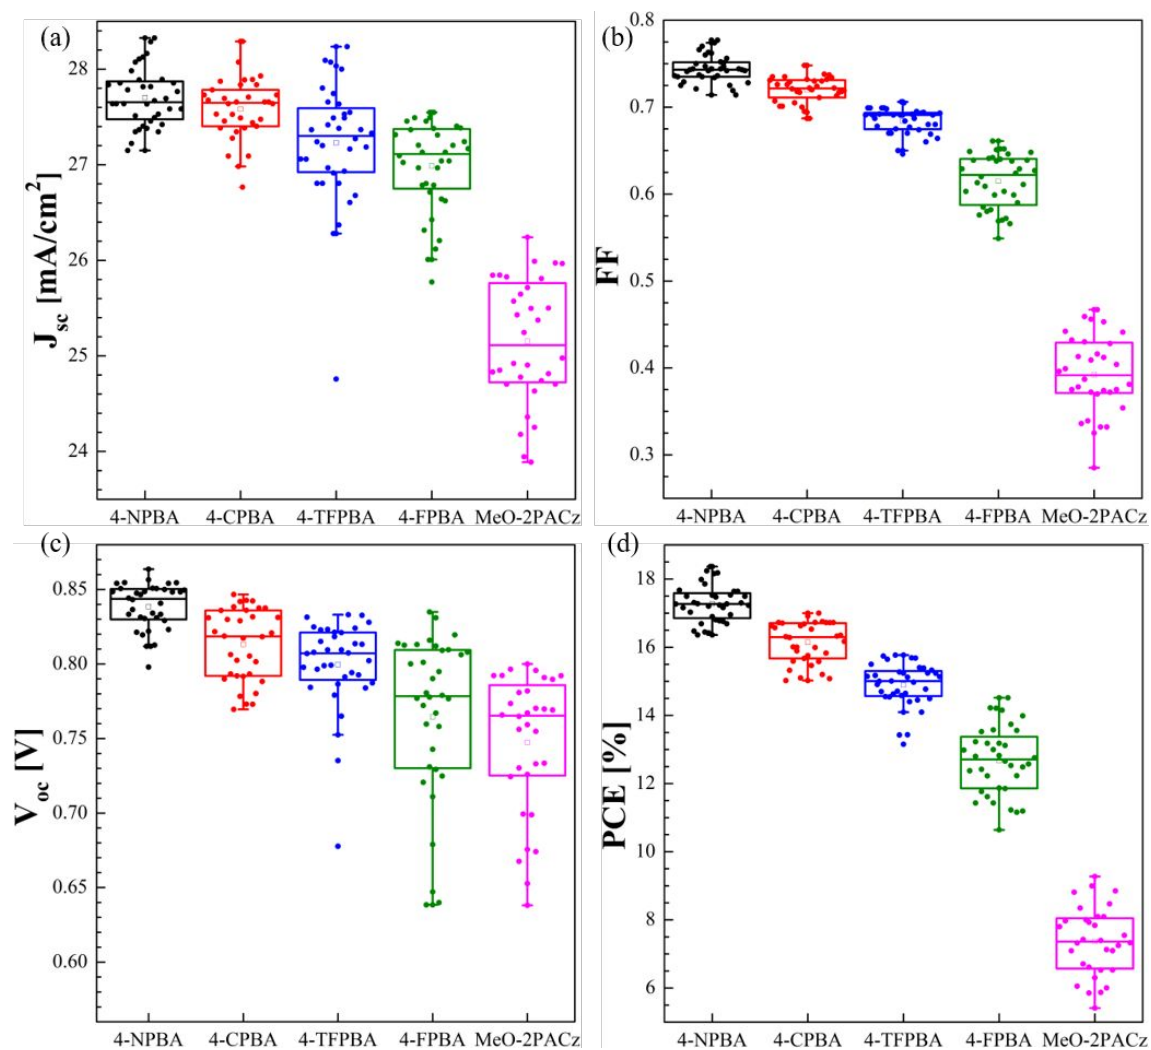 (a)
J_sc [mA/cm²]
28
27
26
25
24
4-NPBA 4-CPBA 4-TFPBA 4-FPBA MeO-2PACz
(b)
FF
0.8
0.7
0.6
0.5
0.4
0.3
4-NPBA 4-CPBA 4-TFPBA 4-FPBA MeO-2PACz
(c)
V_oc [V]
0.85
0.80
0.75
0.70
0.65
0.60
4-NPBA 4-CPBA 4-TFPBA 4-FPBA MeO-2PACz
(d)
PCE [%]
18
16
14
12
10
8
6
4-NPBA 4-CPBA 4-TFPBA 4-FPBA MeO-2PACz